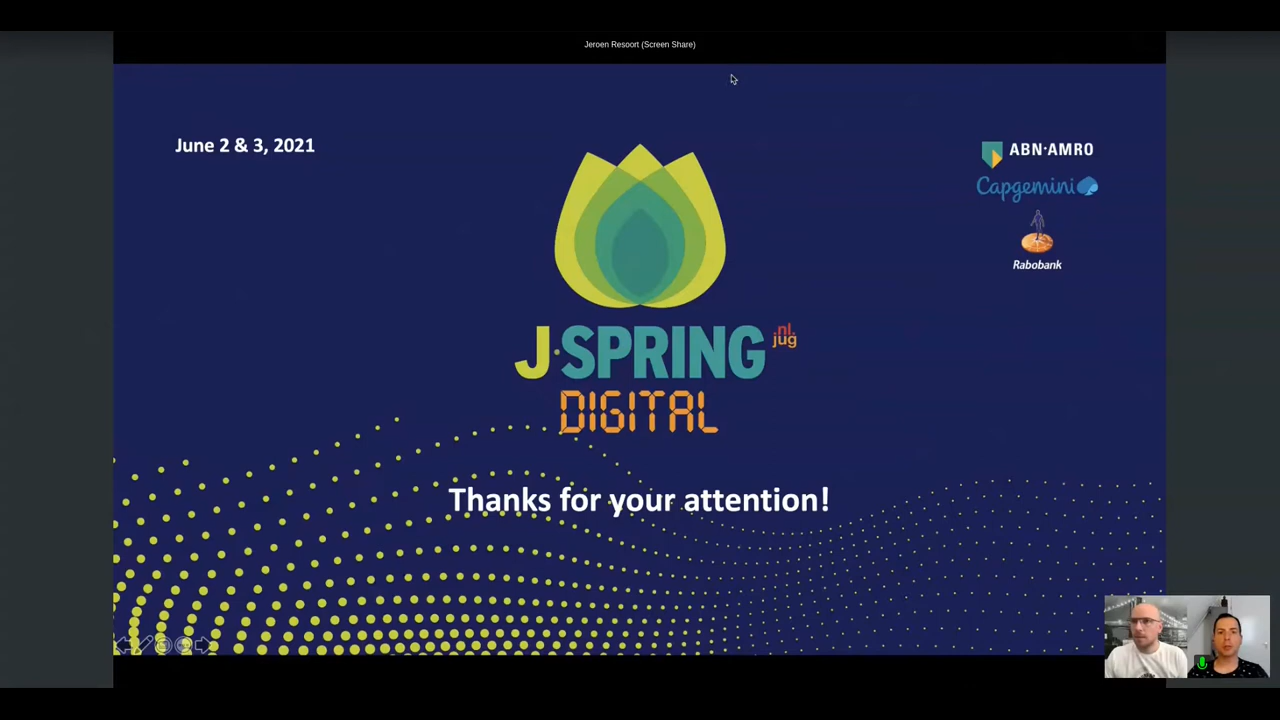 Jeroen Resoort (Screen Share)
June 2 & 3, 2021
ABN·AMRO
Capgemini
Rabobank
J·SPRING
nl
jug
DIGITAL
Thanks for your attention!